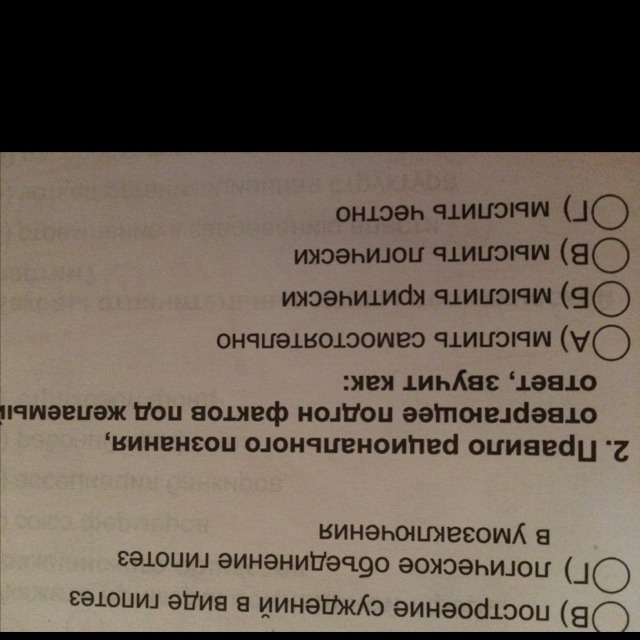 В) построение суждений в виде гипотез
Г) логическое объединение гипотез
в умозаключения
2. Правило рационального познания,
отвергающее подгон фактов под желаемый
ответ, звучит как:
А) мыслить самостоятельно
Б) мыслить критически
В) мыслить логически
Г) мыслить честно